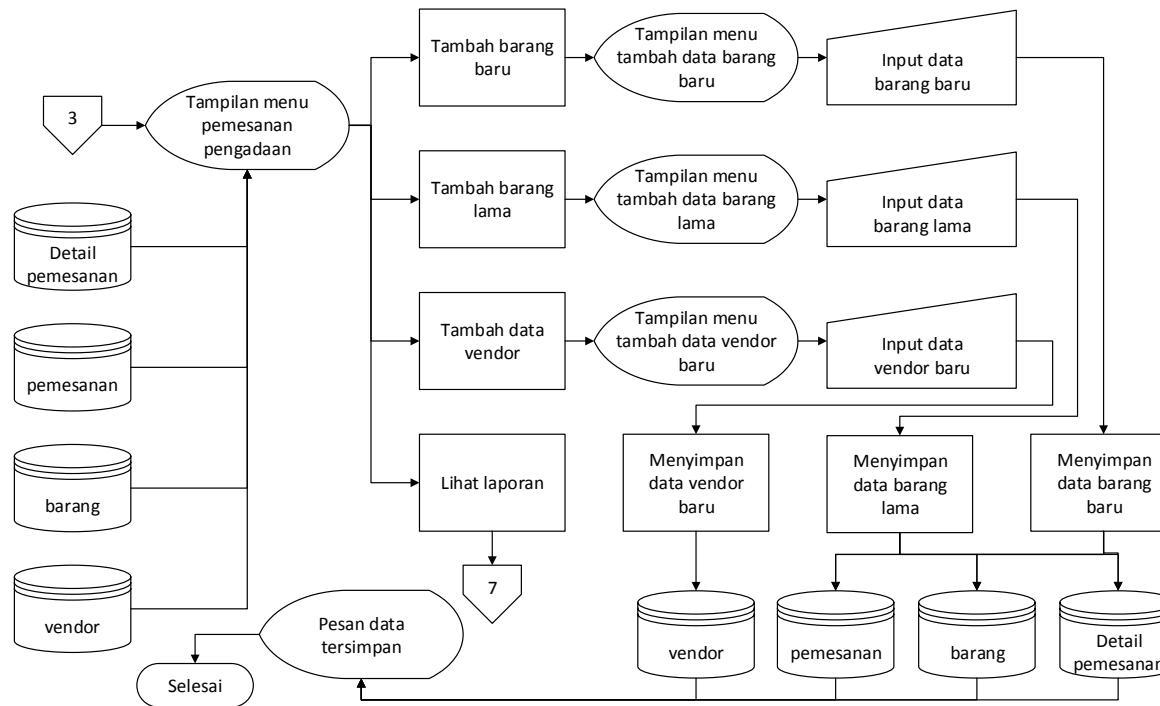 3
Tampilan menu
pemesanan
pengadaan
Detail
pemesanan
pemesanan
barang
vendor
Tambah barang
baru
Tampilan menu
tambah data barang
baru
Input data
barang baru
Tambah barang
lama
Tampilan menu
tambah data barang
lama
Input data
barang lama
Tambah data
vendor
Tampilan menu
tambah data vendor
baru
Input data
vendor baru
Lihat laporan
7
Menyimpan
data vendor
baru
Menyimpan
data barang
lama
Menyimpan
data barang
baru
vendor
pemesanan
barang
Detail
pemesanan
Pesan data
tersimpan
Selesai